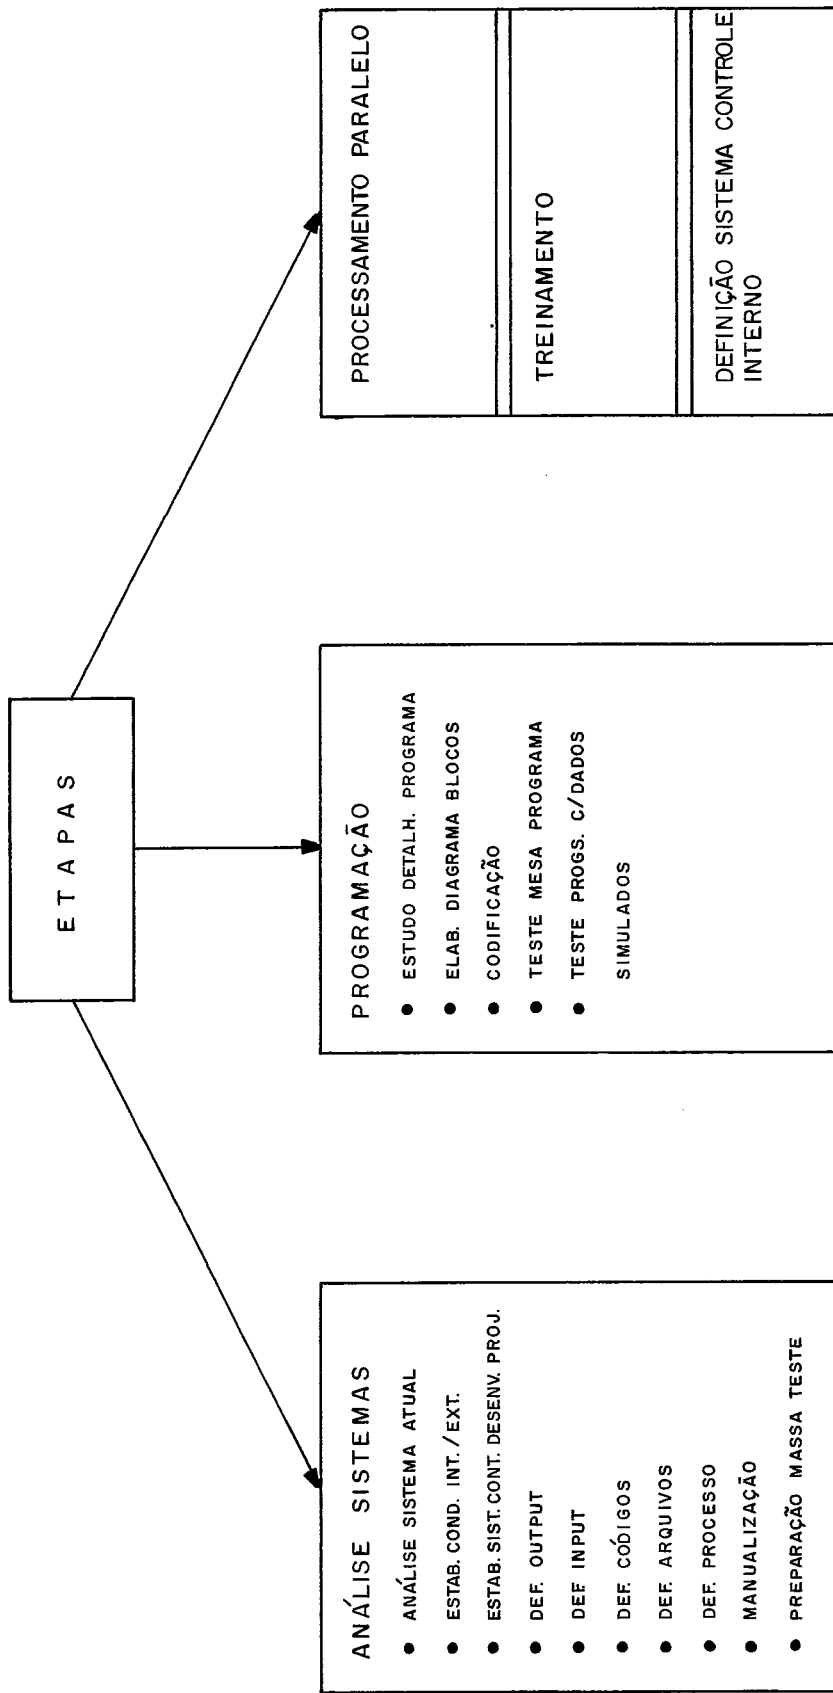 ETAPAS
ANÁLISE SISTEMAS
● ANÁLISE SISTEMA ATUAL
● ESTAB. COND. INT./EXT.
● ESTAB. SIST. CONT. DESENV. PROJ.
● DEF. OUTPUT
● DEF INPUT
● DEF. CÓDIGOS
● DEF. ARQUIVOS
● DEF. PROCESSO
● MANUALIZAÇÃO
● PREPARAÇÃO MASSA TESTE
PROGRAMAÇÃO
● ESTUDO DETALH. PROGRAMA
● ELAB. DIAGRAMA BLOCOS
● CODIFICAÇÃO
● TESTE MESA PROGRAMA
● TESTE PROGS. C/DADOS
SIMULADOS
PROCESSAMENTO PARALELO
TREINAMENTO
DEFINIÇÃO SISTEMA CONTROLE
INTERNO